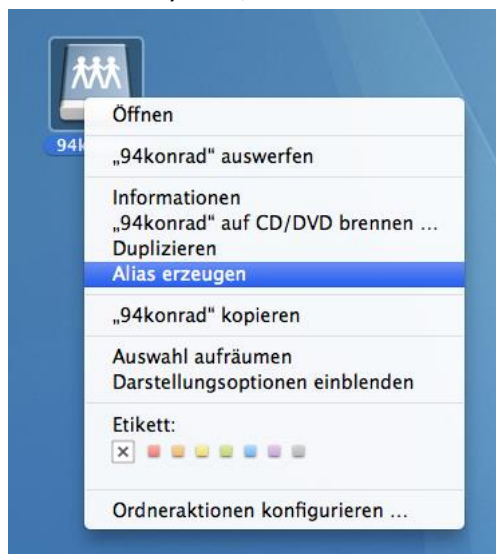 94k
Öffnen
„94konrad“ auswerfen
Informationen
„94konrad“ auf CD/DVD brennen ...
Duplizieren
Alias erzeugen
„94konrad“ kopieren
Auswahl aufräumen
Darstellungsoptionen einblenden
Etikett:
Ordneraktionen konfigurieren ...